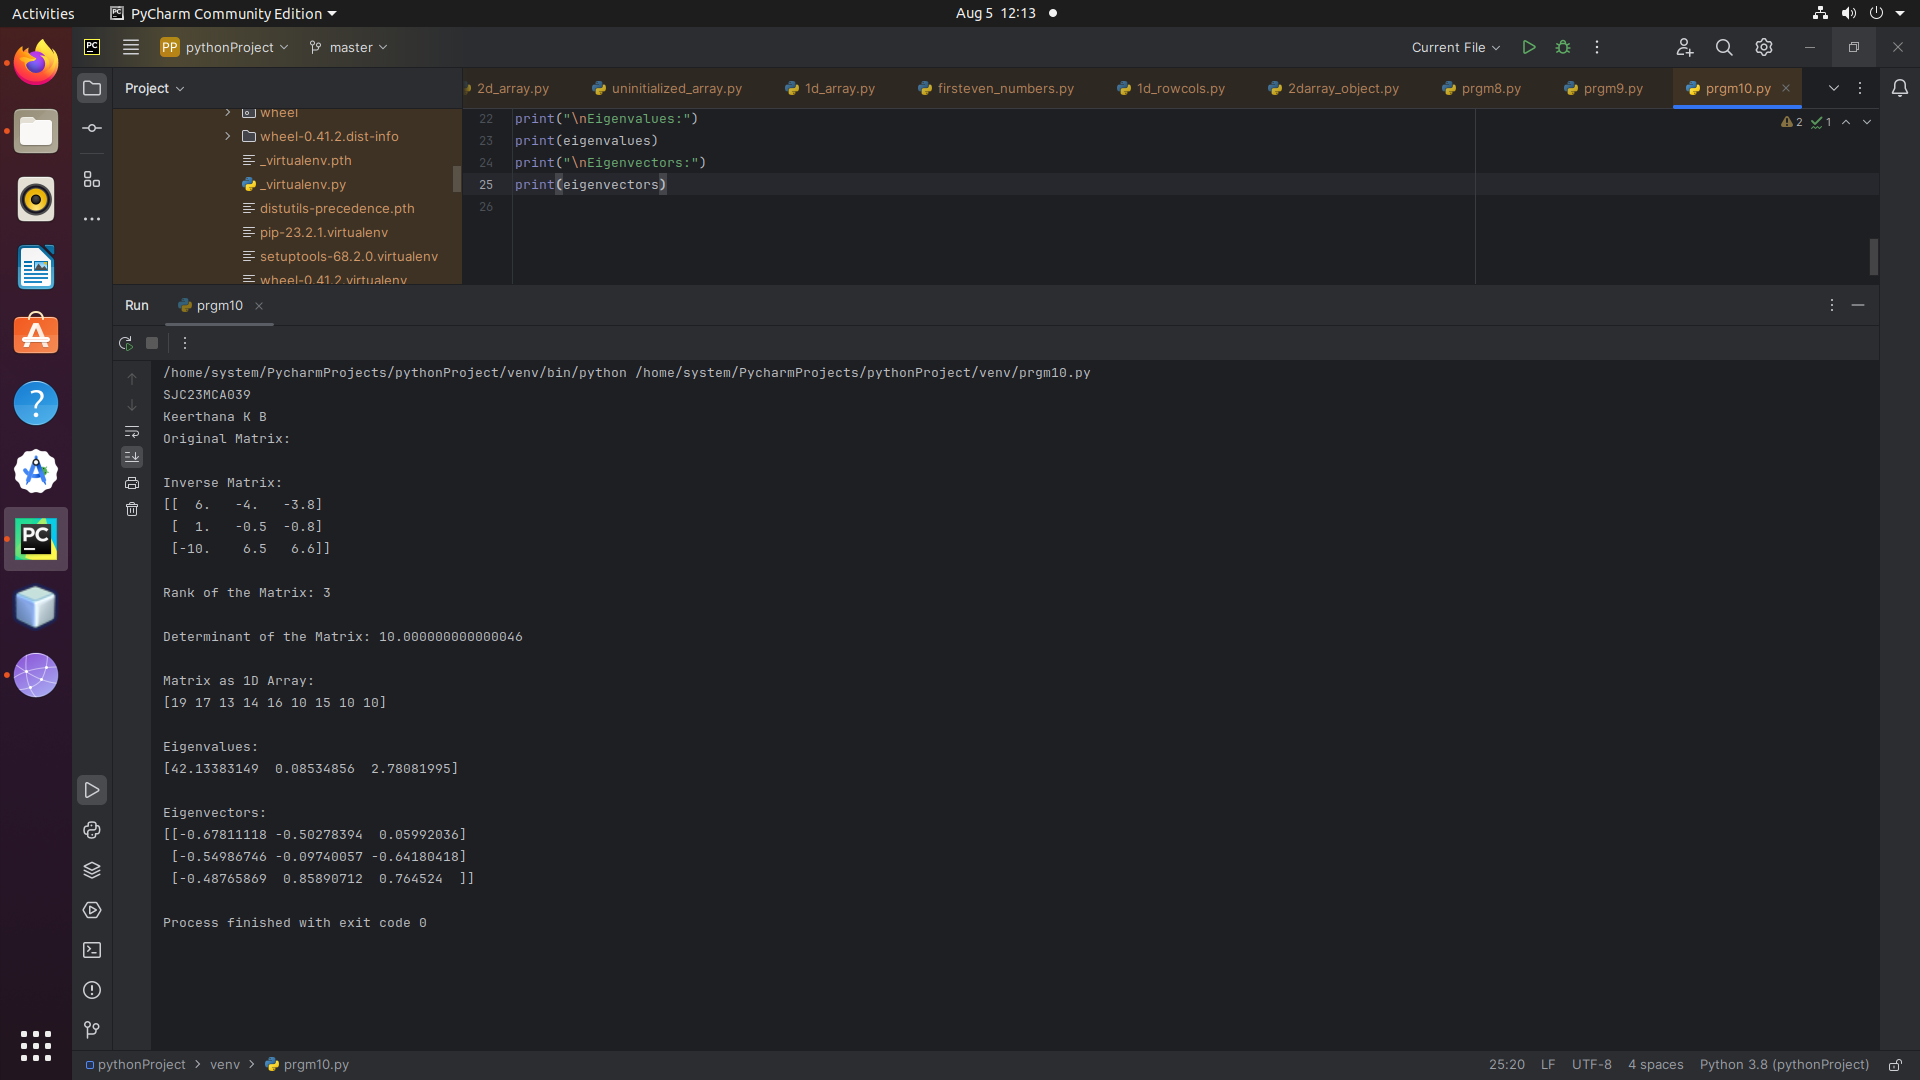 Activities
PyCharm Community Edition
Aug 5 12:13
PC
PP pythonProject
master
Current File
Project
2d_array.py
uninitialized_array.py
1d_array.py
firsteven_numbers.py
1d_rowcols.py
2darray_object.py
prgm8.py
prgm9.py
prgm10.py
wheel
wheel-0.41.2.dist-info
_virtualenv.pth
_virtualenv.py
distutils-precedence.pth
pip-23.2.1.virtualenv
setuptools-68.2.0.virtualenv
wheel-0.41.2.virtualenv
22 print("\nEigenvalues:")
23 print(eigenvalues)
24 print("\nEigenvectors:")
25 print(eigenvectors)
26
2 1
Run
prgm10
/home/system/PycharmProjects/pythonProject/venv/bin/python /home/system/PycharmProjects/pythonProject/venv/prgm10.py
SJC23MCA039
Keerthana K B
Original Matrix:
Inverse Matrix:
[[  6.   -4.   -3.8]
 [  1.   -0.5  -0.8]
 [-10.    6.5   6.6]]
Rank of the Matrix: 3
Determinant of the Matrix: 10.000000000000046
Matrix as 1D Array:
[19 17 13 14 16 10 15 10 10]
Eigenvalues:
[42.13383149  0.08534856  2.78081995]
Eigenvectors:
[[-0.67811118 -0.50278394  0.05992036]
 [-0.54986746 -0.09740057 -0.64180418]
 [-0.48765869  0.85890712  0.764524  ]]
Process finished with exit code 0
PC
pythonProject
venv
prgm10.py
25:20
LF
UTF-8
4 spaces
Python 3.8 (pythonProject)